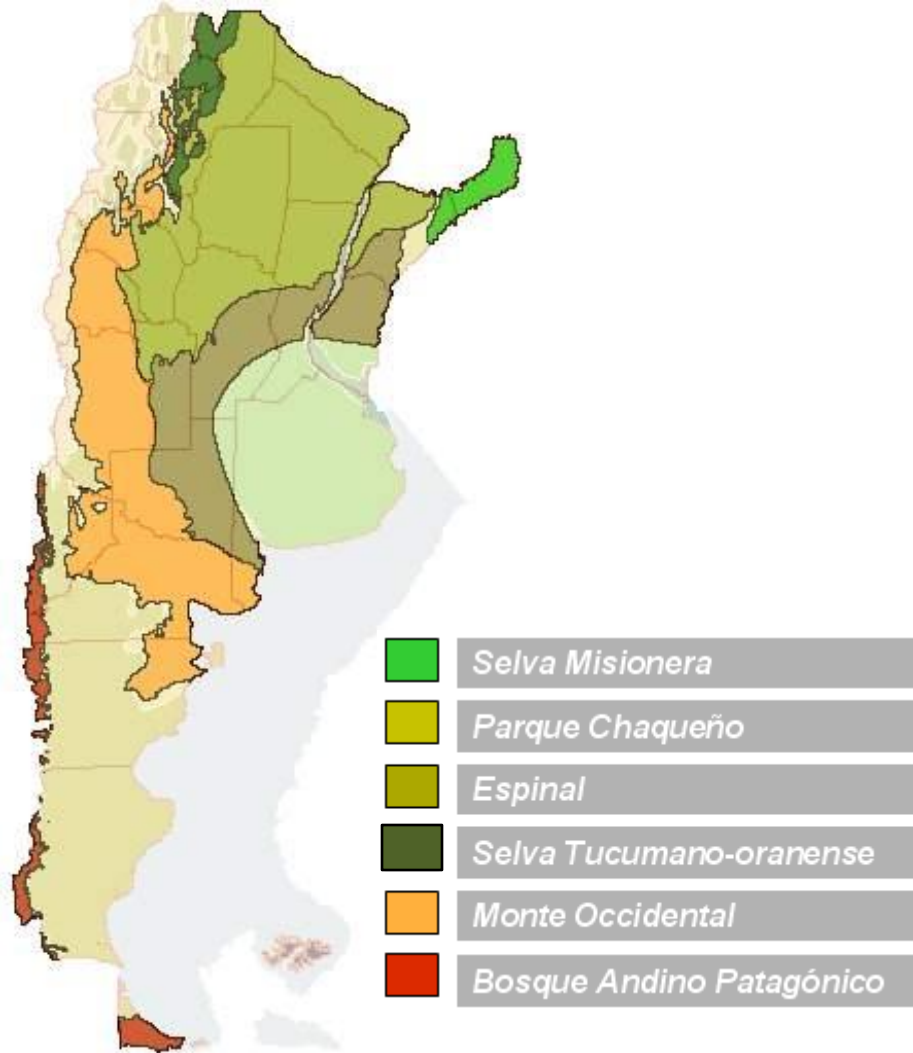 Selva Misionera
Parque Chaqueño
Espinal
Selva Tucumano-oranense
Monte Occidental
Bosque Andino Patagónico